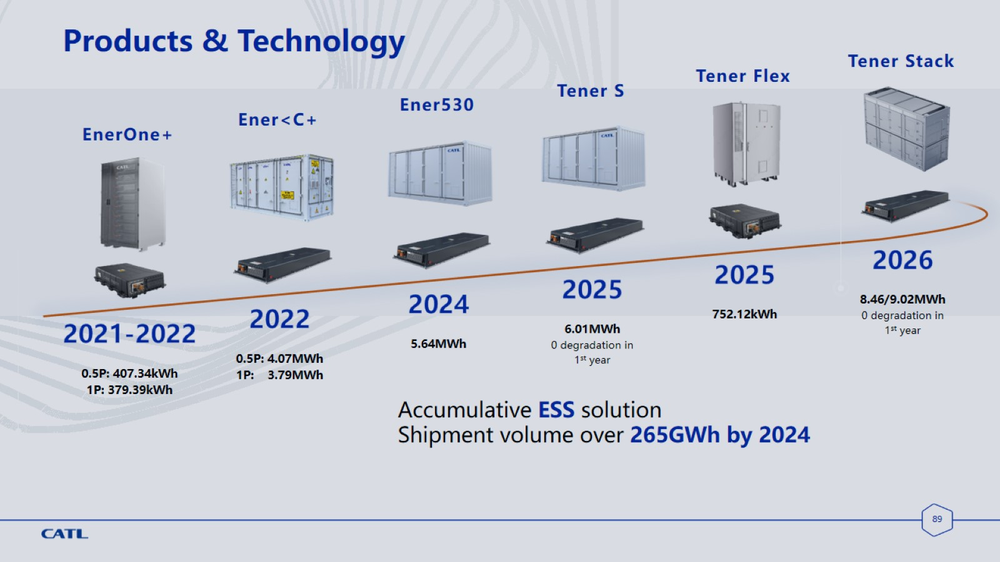 Products & Technology
EnerOne+
2021-2022
0.5P: 407.34kWh
1P: 379.39kWh
Ener<C+
2022
0.5P: 4.07MWh
1P: 3.79MWh
Ener530
CATL
2024
5.64MWh
Tener S
CATL
2025
6.01MWh
0 degradation in
1st year
Tener Flex
2025
752.12kWh
Tener Stack
2026
8.46/9.02MWh
0 degradation in
1st year
Accumulative ESS solution
Shipment volume over 265GWh by 2024
CATL
89